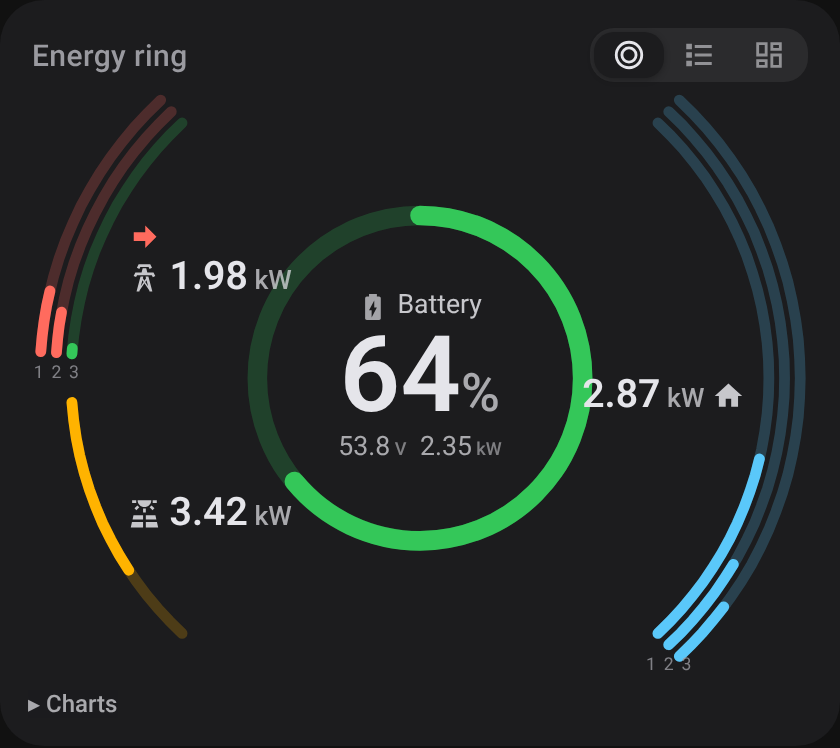 Energy ring
1.98 kW
1 2 3
Battery
64%
53.8 V 2.35 kW
2.87 kW
3.42 kW
1 2 3
▸ Charts